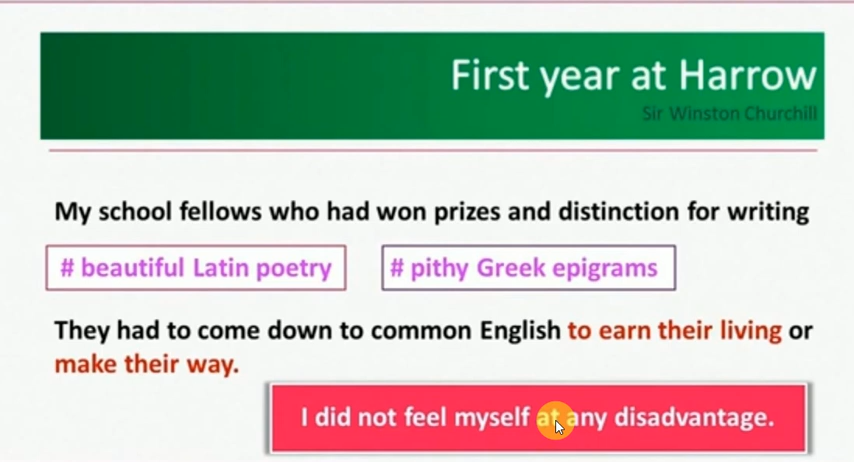 First year at Harrow
Sir Winston Churchill
My school fellows who had won prizes and distinction for writing
# beautiful Latin poetry # pithy Greek epigrams
They had to come down to common English to earn their living or
make their way.
I did not feel myself at any disadvantage.